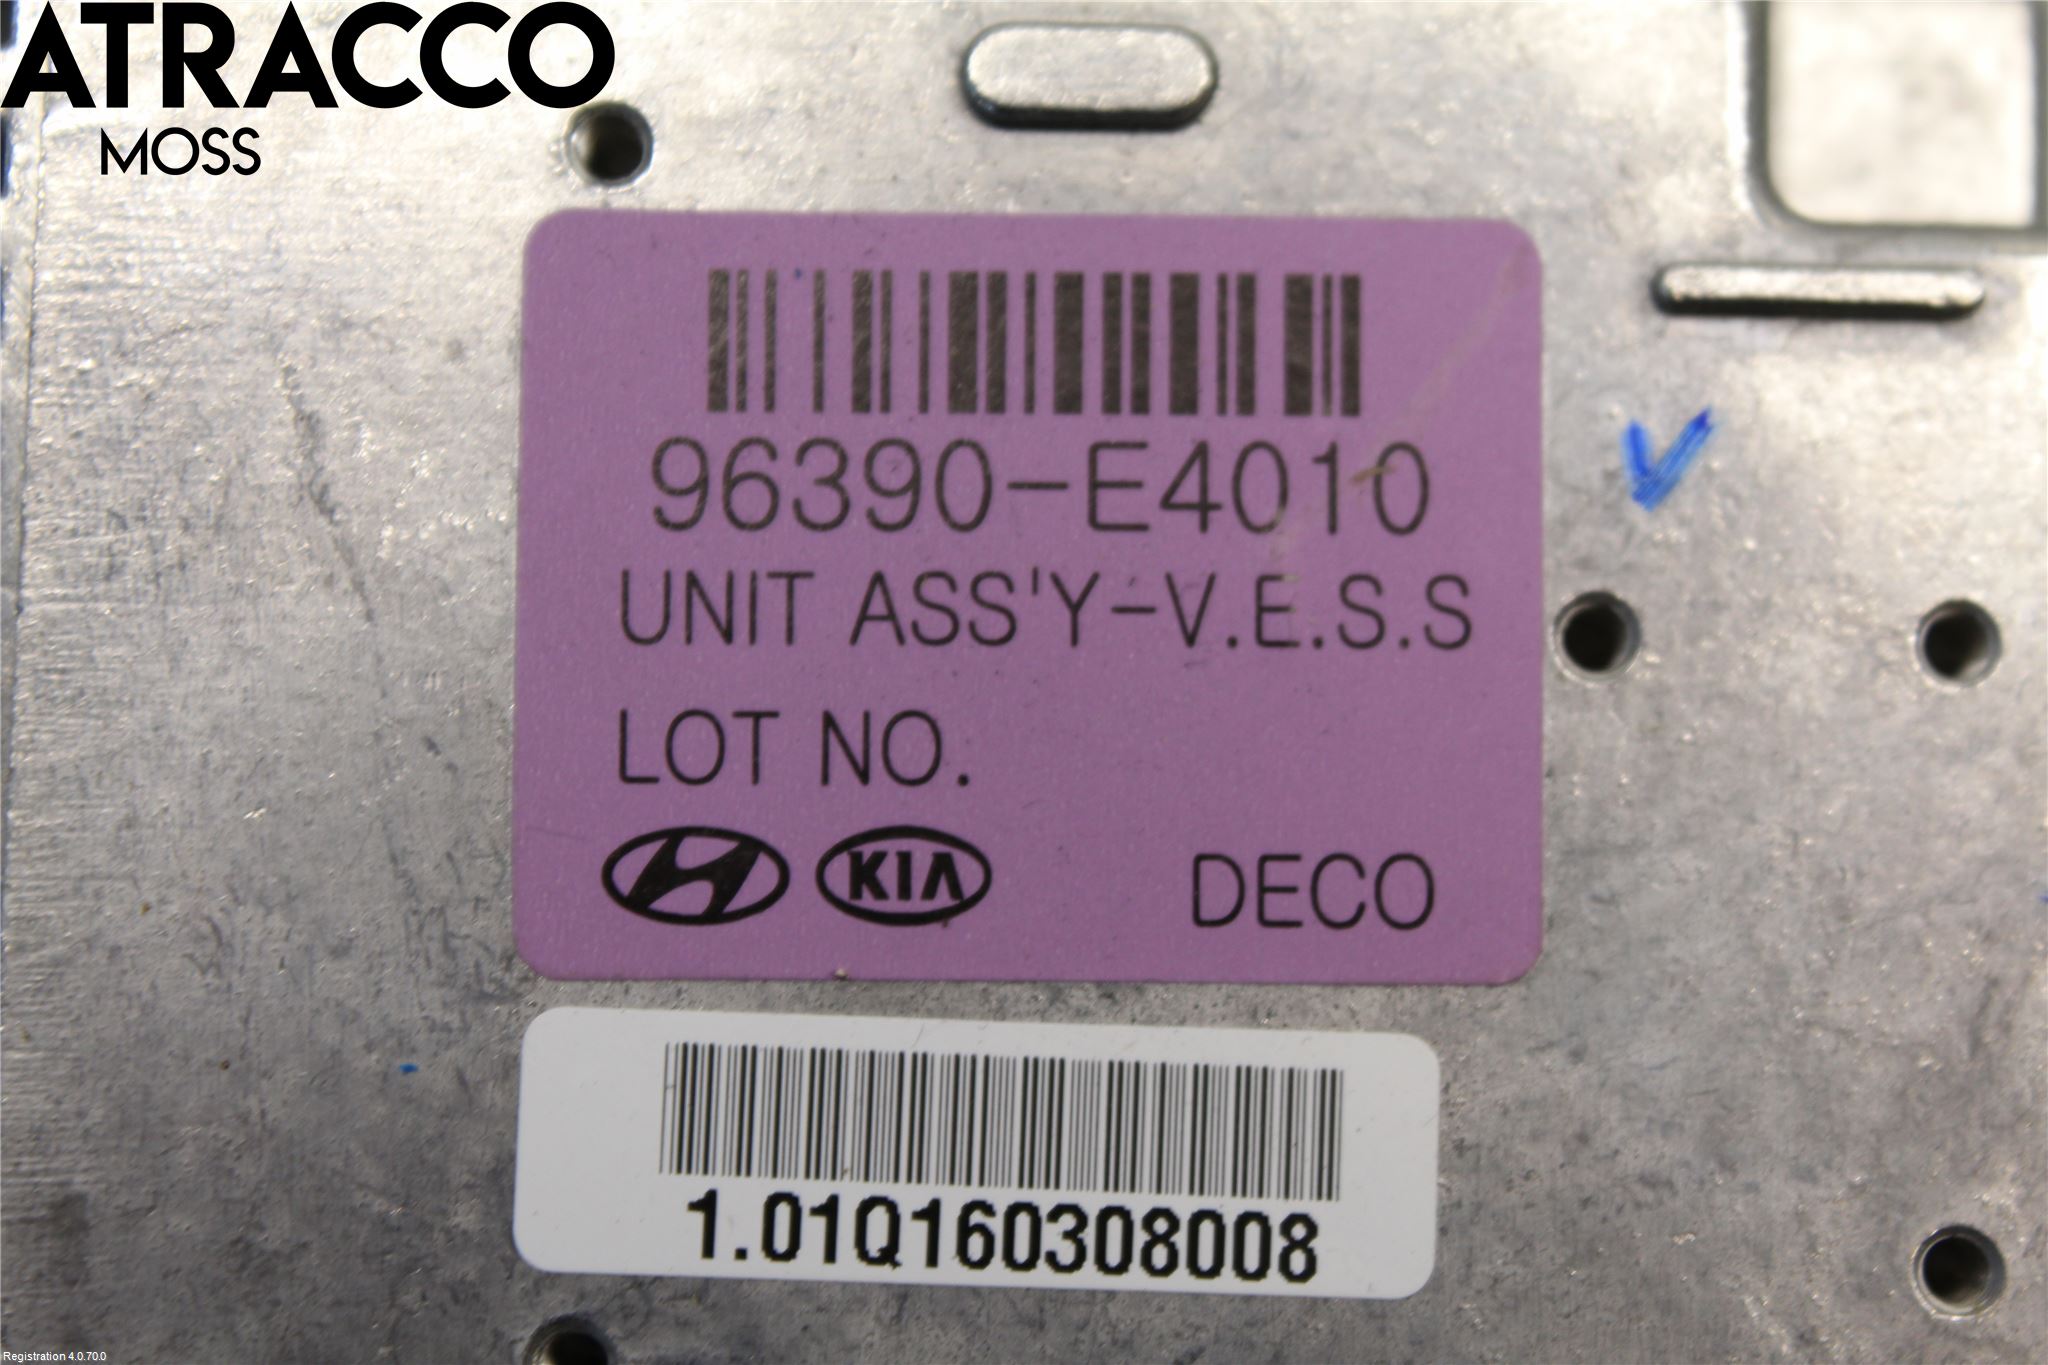 ATRACCO
MOSS
96390-E4010
UNIT ASS'Y-V.E.S.S
LOT NO.
KIA DECO
1.01Q160308008
Registration 4.0.70.0